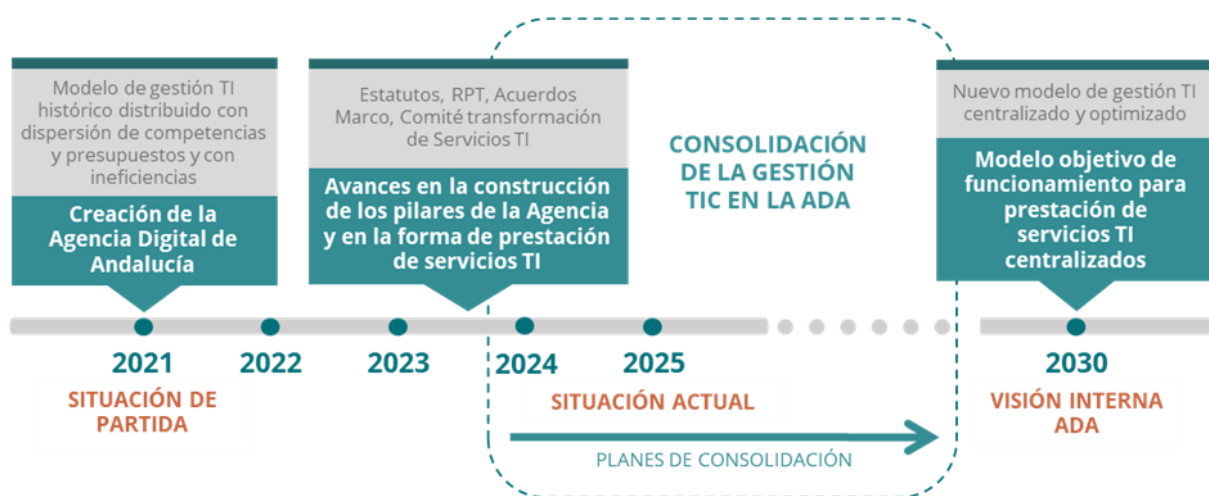 Modelo de gestión TI
histórico distribuido con
dispersión de competencias
y presupuestos y con
ineficiencias
Creación de la
Agencia Digital de
Andalucía
Estatutos, RPT, Acuerdos
Marco, Comité transformación
de Servicios TI
Avances en la construcción
de los pilares de la Agencia
y en la forma de prestación
de servicios TI
CONSOLIDACIÓN
DE LA GESTIÓN
TIC EN LA ADA
Nuevo modelo de gestión TI
centralizado y optimizado
Modelo objetivo de
funcionamiento para
prestación de
servicios TI
centralizados
2021
2022
2023
2024
2025
2030
SITUACIÓN DE
PARTIDA
SITUACIÓN ACTUAL
VISIÓN INTERNA
ADA
PLANES DE CONSOLIDACIÓN